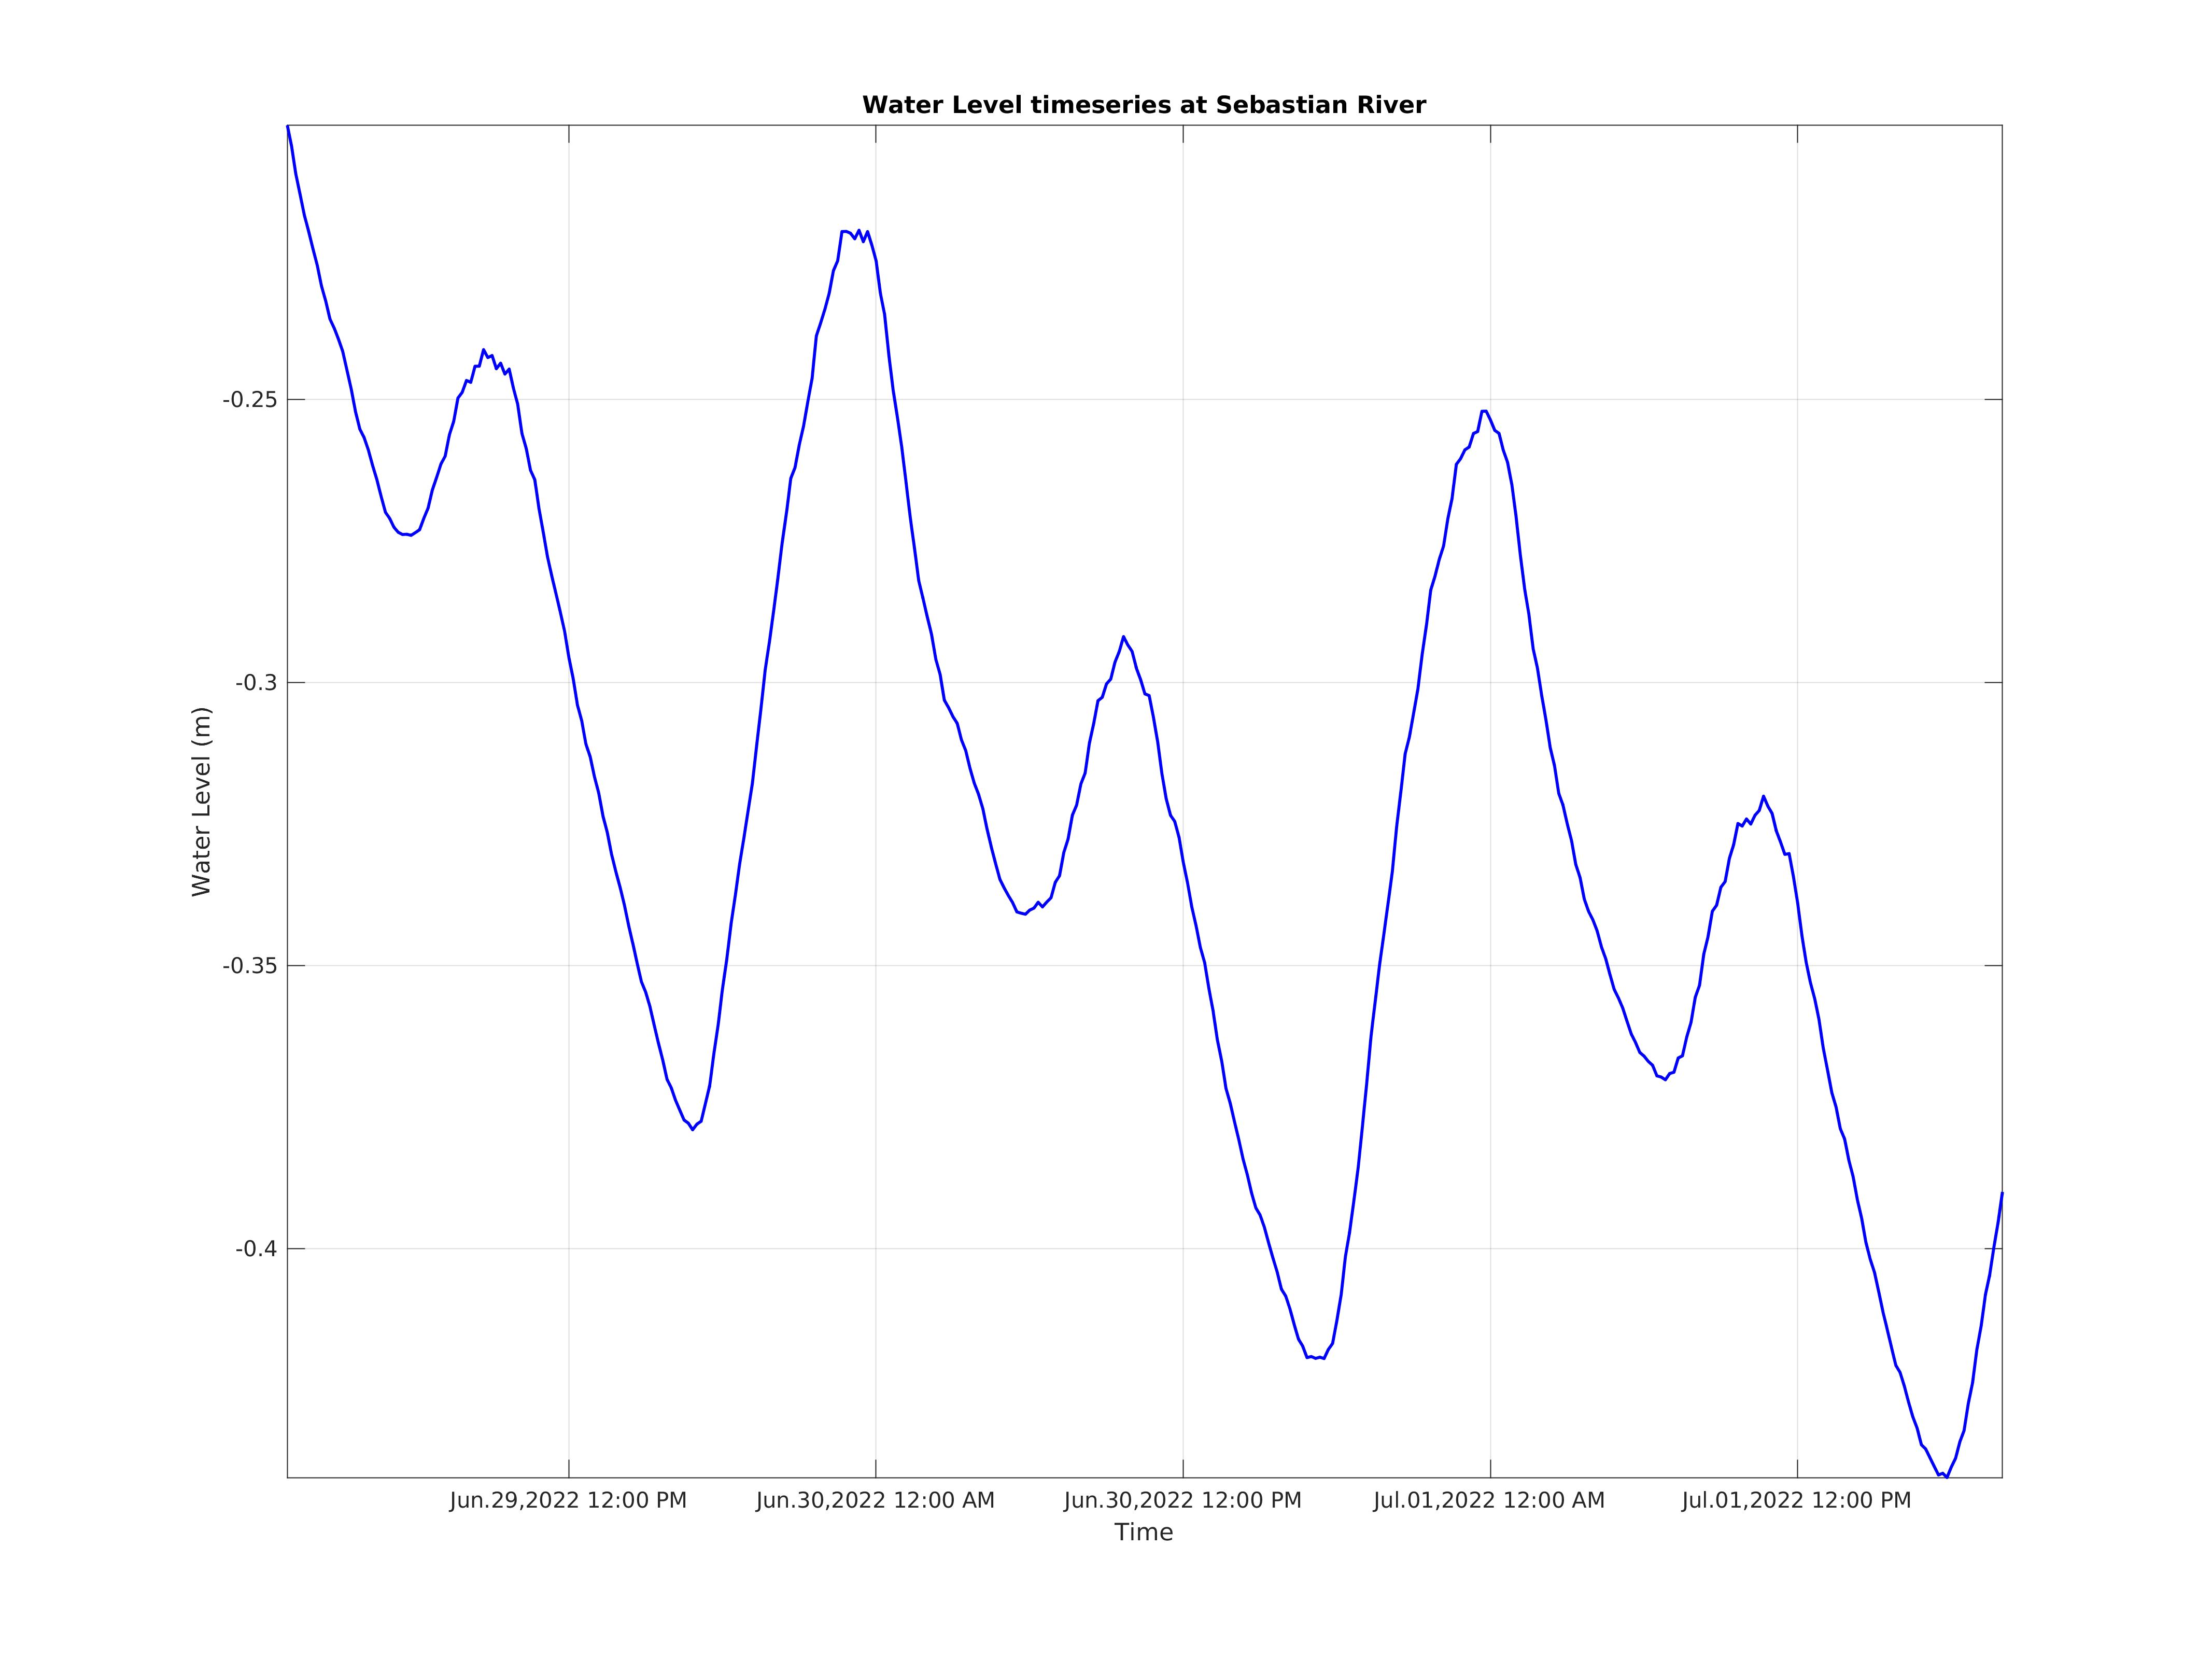 Water Level timeseries at Sebastian River
Water Level (m)
-0.25
-0.3
-0.35
-0.4
Jun.29,2022 12:00 PM
Jun.30,2022 12:00 AM
Jun.30,2022 12:00 PM
Jul.01,2022 12:00 AM
Jul.01,2022 12:00 PM
Time